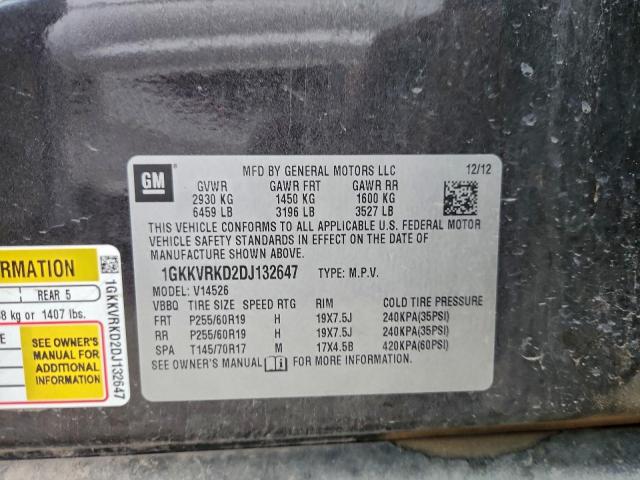 GM
MFD BY GENERAL MOTORS LLC 12/12
GVWR GAWR FRT GAWR RR
2930 KG 1450 KG 1600 KG
6459 LB 3196 LB 3527 LB
THIS VEHICLE CONFORMS TO ALL APPLICABLE U.S. FEDERAL MOTOR
VEHICLE SAFETY STANDARDS IN EFFECT ON THE DATE OF
MANUFACTURE SHOWN ABOVE.
1GKKVRKD2DJ132647 TYPE: M.P.V.
MODEL: V14526
VBBQ TIRE SIZE SPEED RTG RIM COLD TIRE PRESSURE
FRT P255/60R19 H 19X7.5J 240KPA(35PSI)
RR P255/60R19 H 19X7.5J 240KPA(35PSI)
SPA T145/70R17 M 17X4.5B 420KPA(60PSI)
SEE OWNER'S MANUAL i FOR MORE INFORMATION.
ORMATION
REAR 5
8 kg or 1407 lbs.
SEE OWNER'S
MANUAL FOR
ADDITIONAL
INFORMATION
1GKKVRKD2DJ132647